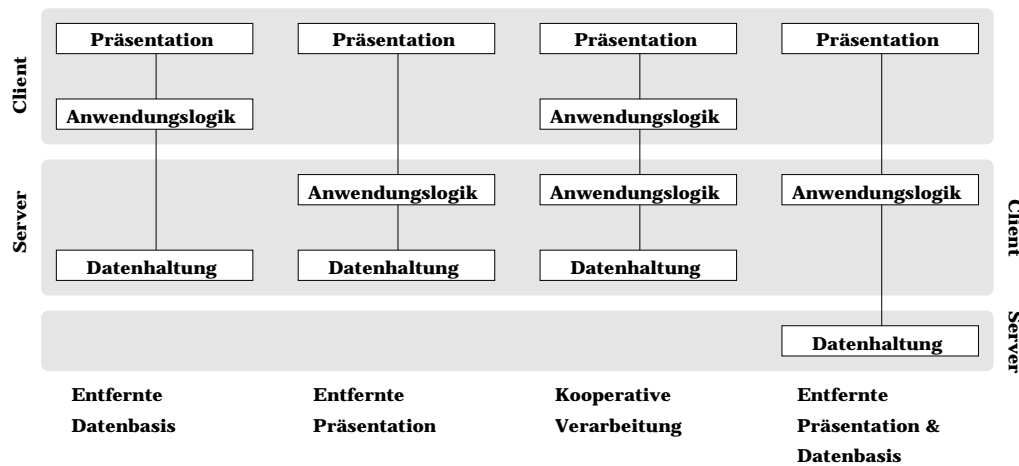 Präsentation Präsentation Präsentation Präsentation
Client
Anwendungslogik Anwendungslogik
Server
Anwendungslogik Anwendungslogik Anwendungslogik
Client
Datenhaltung Datenhaltung Datenhaltung
Server
Datenhaltung
Entfernte
Datenbasis
Entfernte
Präsentation
Kooperative
Verarbeitung
Entfernte
Präsentation &
Datenbasis